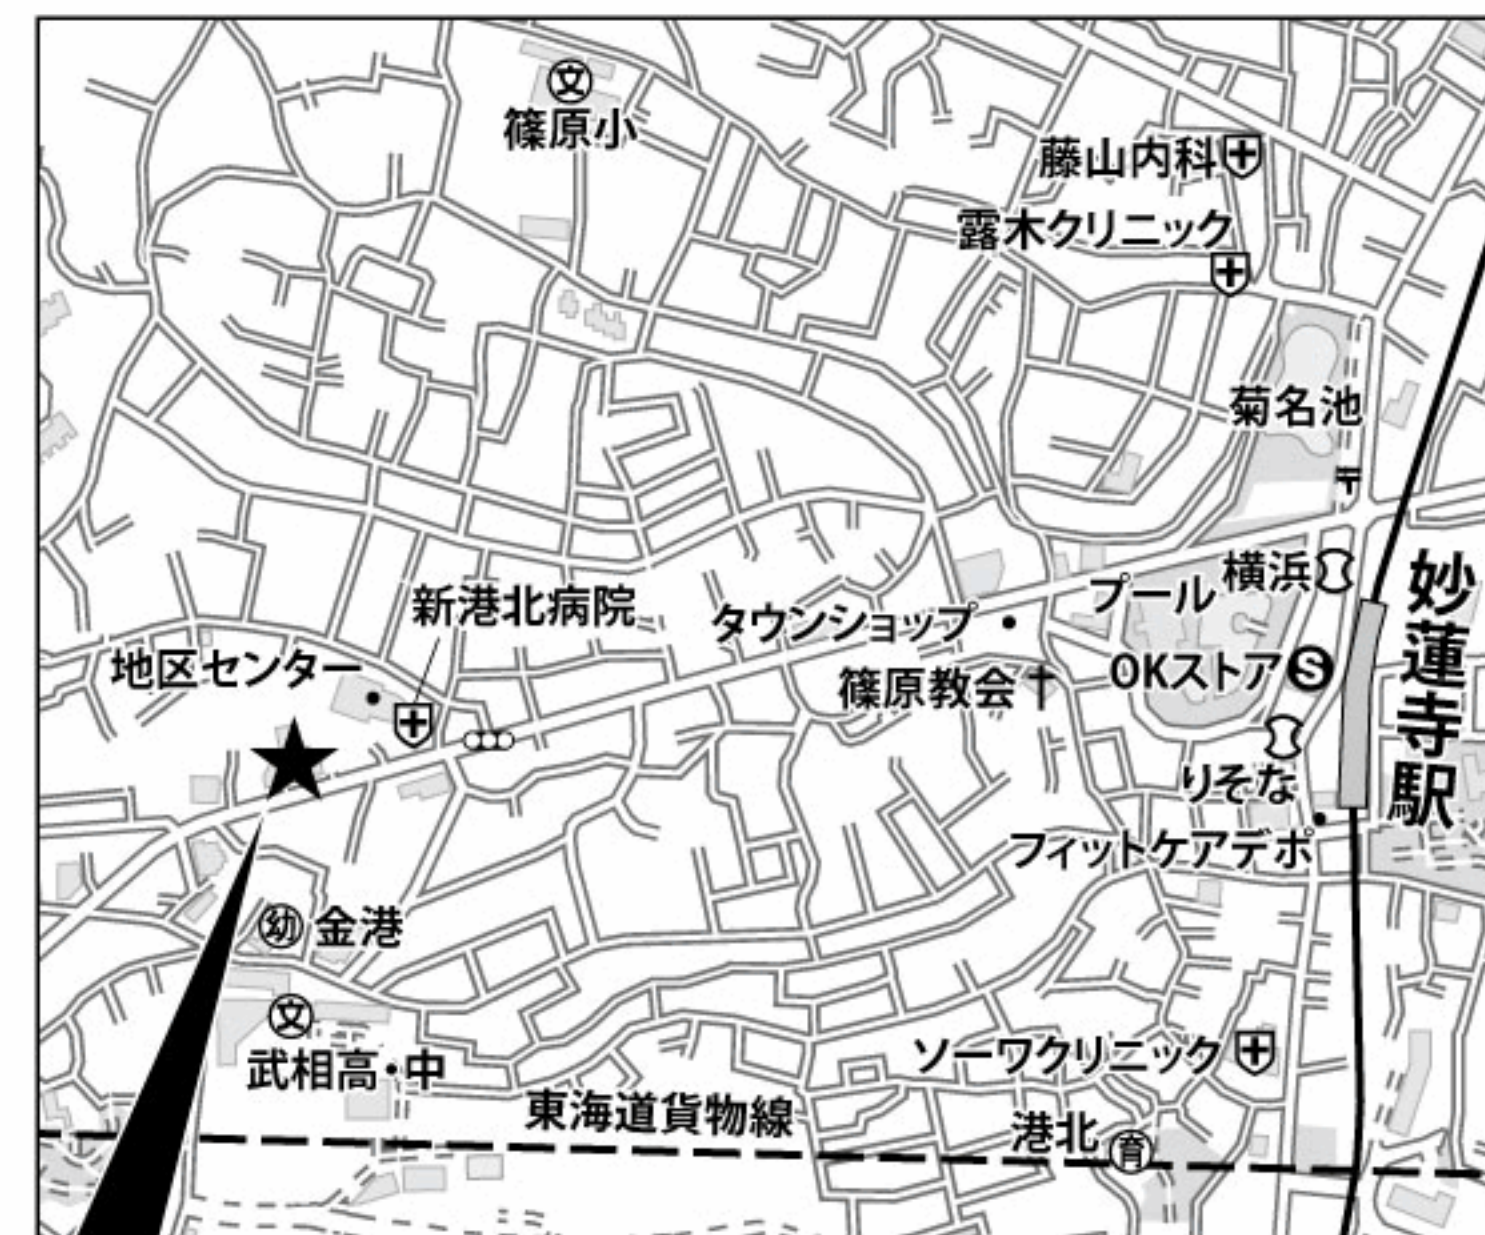 文
篠原小
藤山内科
露木クリニック
菊名池
〒
新港北病院
タウンショップ
プール
横浜
地区センター
篠原教会
OKストア
S
妙蓮寺駅
りそな
フィットケアデポ
幼
金港
文
武相高・中
ソーワクリニック
東海道貨物線
港北
育